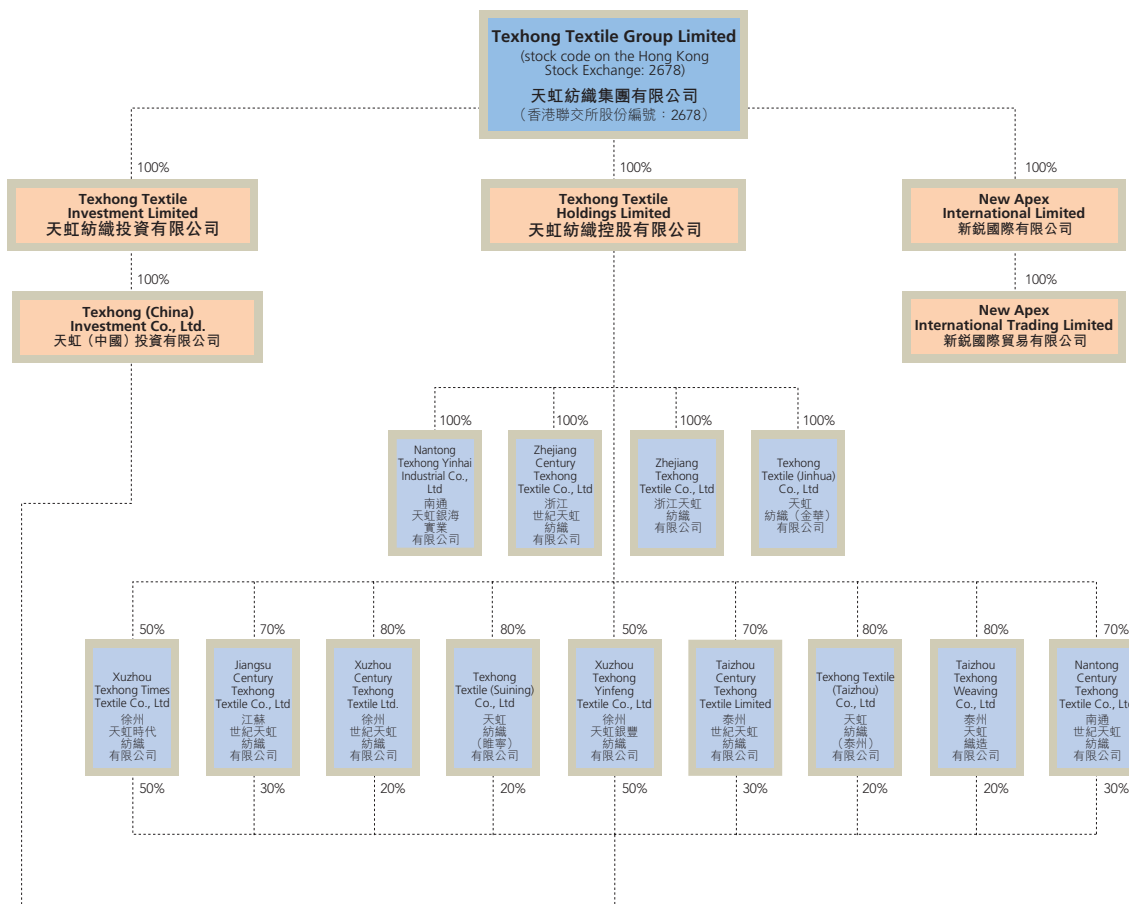 Texhong Textile Group Limited
(stock code on the Hong Kong
Stock Exchange: 2678)
天虹紡織集團有限公司
（香港聯交所股份編號：2678）
100%
100%
100%
Texhong Textile
Investment Limited
天虹紡織投資有限公司
Texhong Textile
Holdings Limited
天虹紡織控股有限公司
New Apex
International Limited
新鋭國際有限公司
100%
100%
Texhong (China)
Investment Co., Ltd.
天虹（中國）投資有限公司
New Apex
International Trading Limited
新鋭國際貿易有限公司
100%
100%
100%
100%
Nantong
Texhong Yinhai
Industrial Co.,
Ltd
南通
天虹銀海
實業
有限公司
Zhejiang
Century
Texhong
Textile Co., Ltd
浙江
世紀天虹
紡織
有限公司
Zhejiang
Texhong
Textile Co., Ltd
浙江天虹
紡織
有限公司
Texhong
Textile (Jinhua)
Co., Ltd
天虹
紡織（金華）
有限公司
50%
70%
80%
80%
50%
70%
80%
80%
70%
Xuzhou
Texhong Times
Textile Co., Ltd
徐州
天虹時代
紡織
有限公司
Jiangsu
Century
Texhong
Textile Co., Ltd
江蘇
世紀天虹
紡織
有限公司
Xuzhou
Century
Texhong
Textile Ltd.
徐州
世紀天虹
紡織
有限公司
Texhong
Textile (Suining)
Co., Ltd
天虹
紡織
（睢寧）
有限公司
Xuzhou
Texhong
Yinfeng
Textile Co., Ltd
徐州
天虹銀豐
紡織
有限公司
Taizhou
Century
Texhong
Textile Limited
泰州
世紀天虹
紡織
有限公司
Texhong Textile
(Taizhou)
Co., Ltd
天虹
紡織
（泰州）
有限公司
Taizhou
Texhong
Weaving
Co., Ltd
泰州
天虹
織造
有限公司
Nantong
Century
Texhong
Textile Co., Ltd
南通
世紀天虹
紡織
有限公司
50%
30%
20%
20%
50%
30%
20%
20%
30%